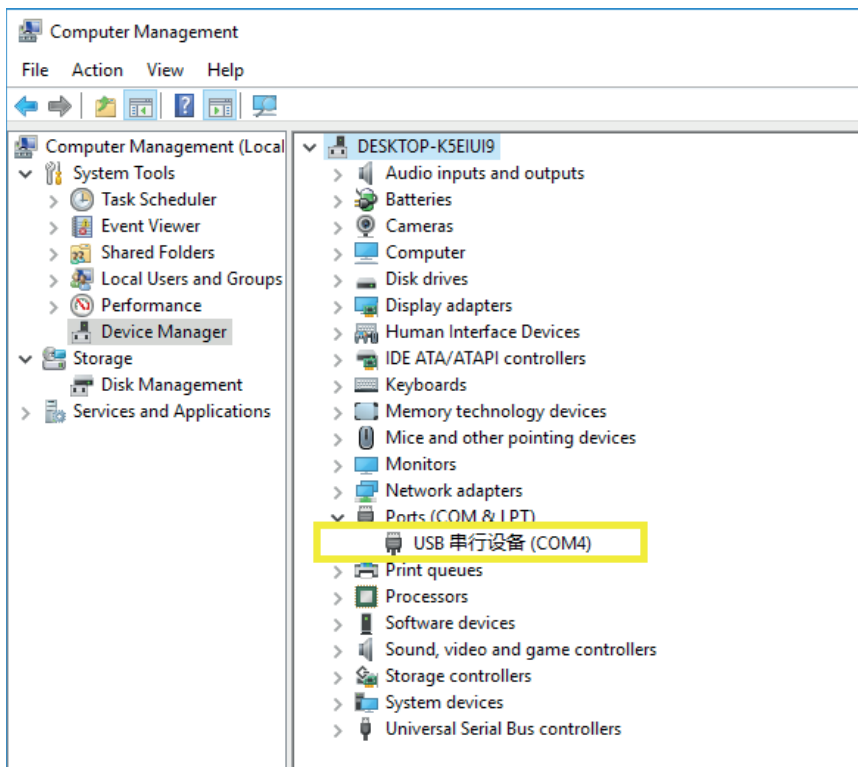 Computer Management
File Action View Help
Computer Management (Local
System Tools
Task Scheduler
Event Viewer
Shared Folders
Local Users and Groups
Performance
Device Manager
Storage
Disk Management
Services and Applications
DESKTOP-K5EIUI9
Audio inputs and outputs
Batteries
Cameras
Computer
Disk drives
Display adapters
Human Interface Devices
IDE ATA/ATAPI controllers
Keyboards
Memory technology devices
Mice and other pointing devices
Monitors
Network adapters
Ports (COM & LPT)
USB 串行设备 (COM4)
Print queues
Processors
Software devices
Sound, video and game controllers
Storage controllers
System devices
Universal Serial Bus controllers